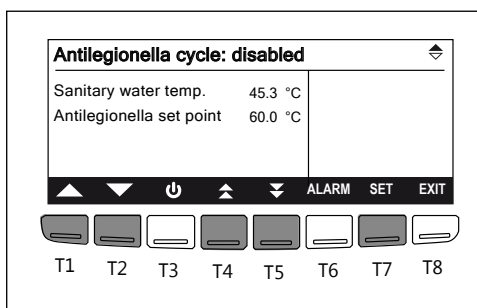 Antilegionella cycle: disabled
Sanitary water temp. 45.3 °C
Antilegionella set point 60.0 °C
ALARM SET EXIT
T1 T2 T3 T4 T5 T6 T7 T8